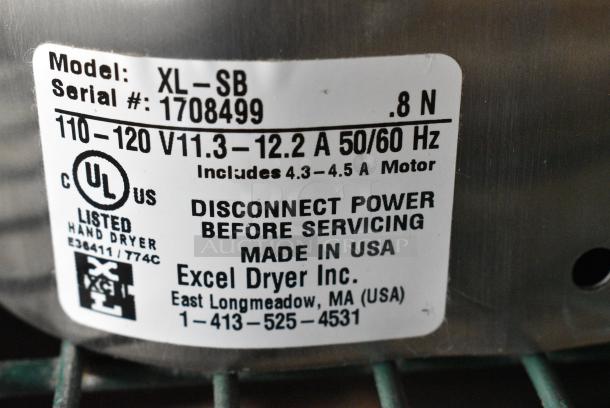 Model: XL-SB
Serial #: 1708499 .8 N
110-120 V 11.3-12.2 A 50/60 Hz
Includes 4.3-4.5 A Motor
C UL US
LISTED
HAND DRYER
E36411 / 774C
DISCONNECT POWER
BEFORE SERVICING
MADE IN USA
Excel Dryer Inc.
East Longmeadow, MA (USA)
1-413-525-4531